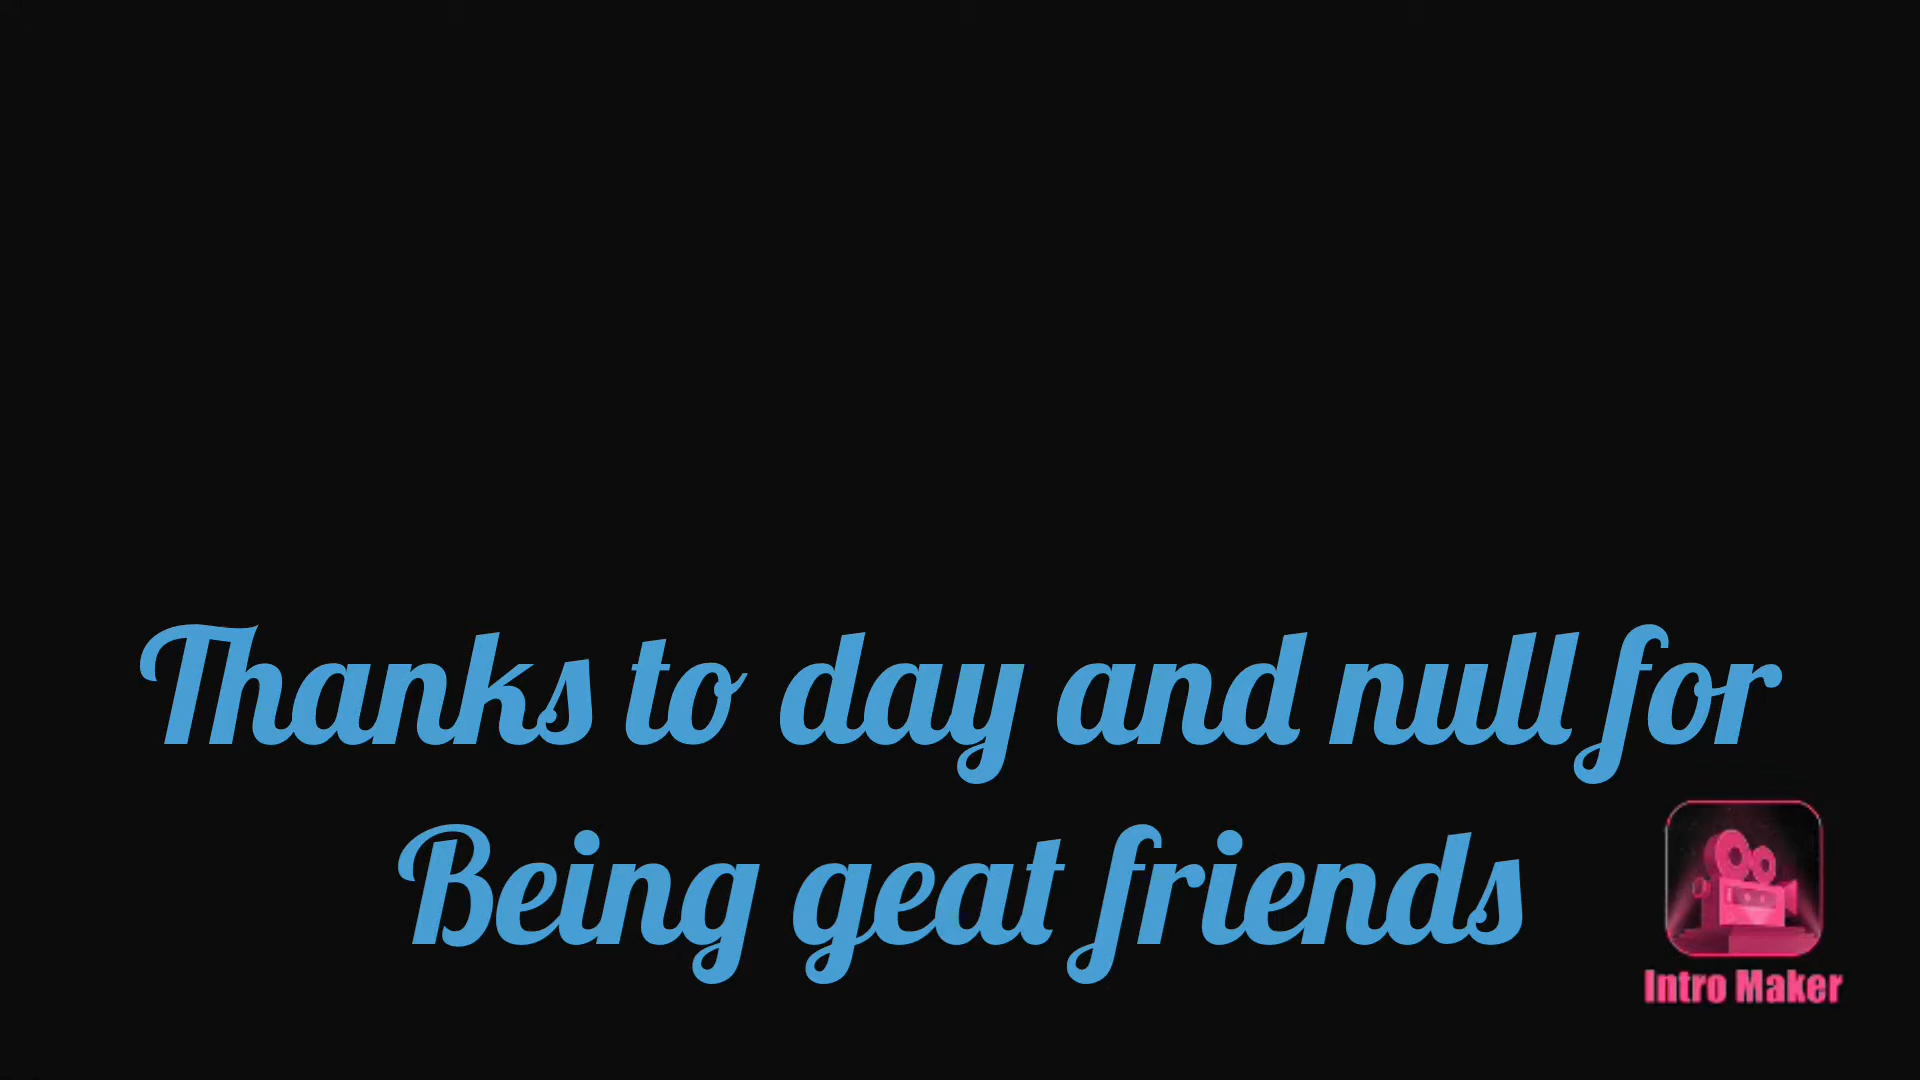 Thanks to day and null for
Being geat friends
Intro Maker